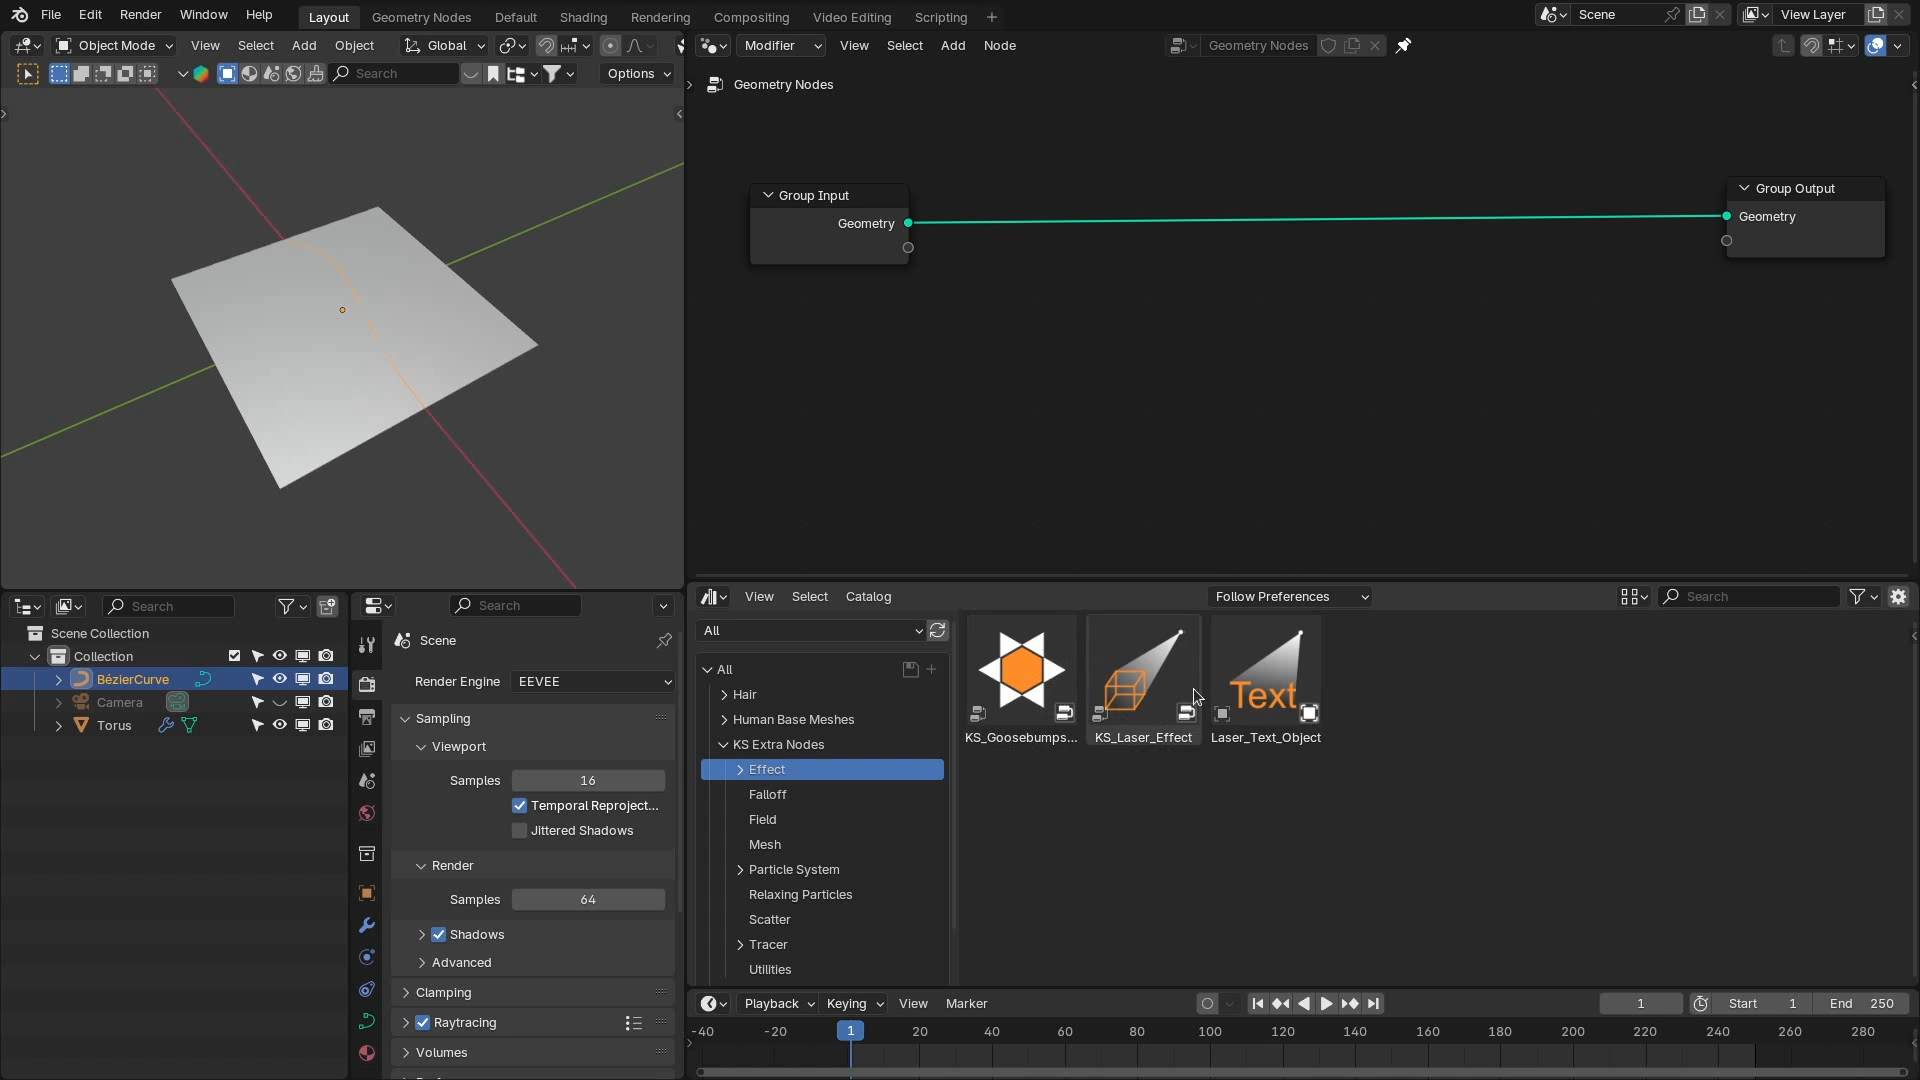 File Edit Render Window Help Layout Geometry Nodes Default Shading Rendering Compositing Video Editing Scripting + Scene View Layer
Object Mode View Select Add Object Global Modifier View Select Add Node Geometry Nodes
Search Options
Geometry Nodes
Group Input
Geometry
Group Output
Geometry
Search
Scene Collection
Collection
BézierCurve
Camera
Torus
Search
Scene
Render Engine EEVEE
Sampling
Viewport
Samples 16
Temporal Reproject...
Jittered Shadows
Render
Samples 64
Shadows
Advanced
Clamping
Raytracing
Volumes
View Select Catalog Follow Preferences Search
All
All
Hair
Human Base Meshes
KS Extra Nodes
Effect
Falloff
Field
Mesh
Particle System
Relaxing Particles
Scatter
Tracer
Utilities
Text
KS_Goosebumps... KS_Laser_Effect Laser_Text_Object
Playback Keying View Marker 1 Start 1 End 250
-40 -20 1 20 40 60 80 100 120 140 160 180 200 220 240 260 280